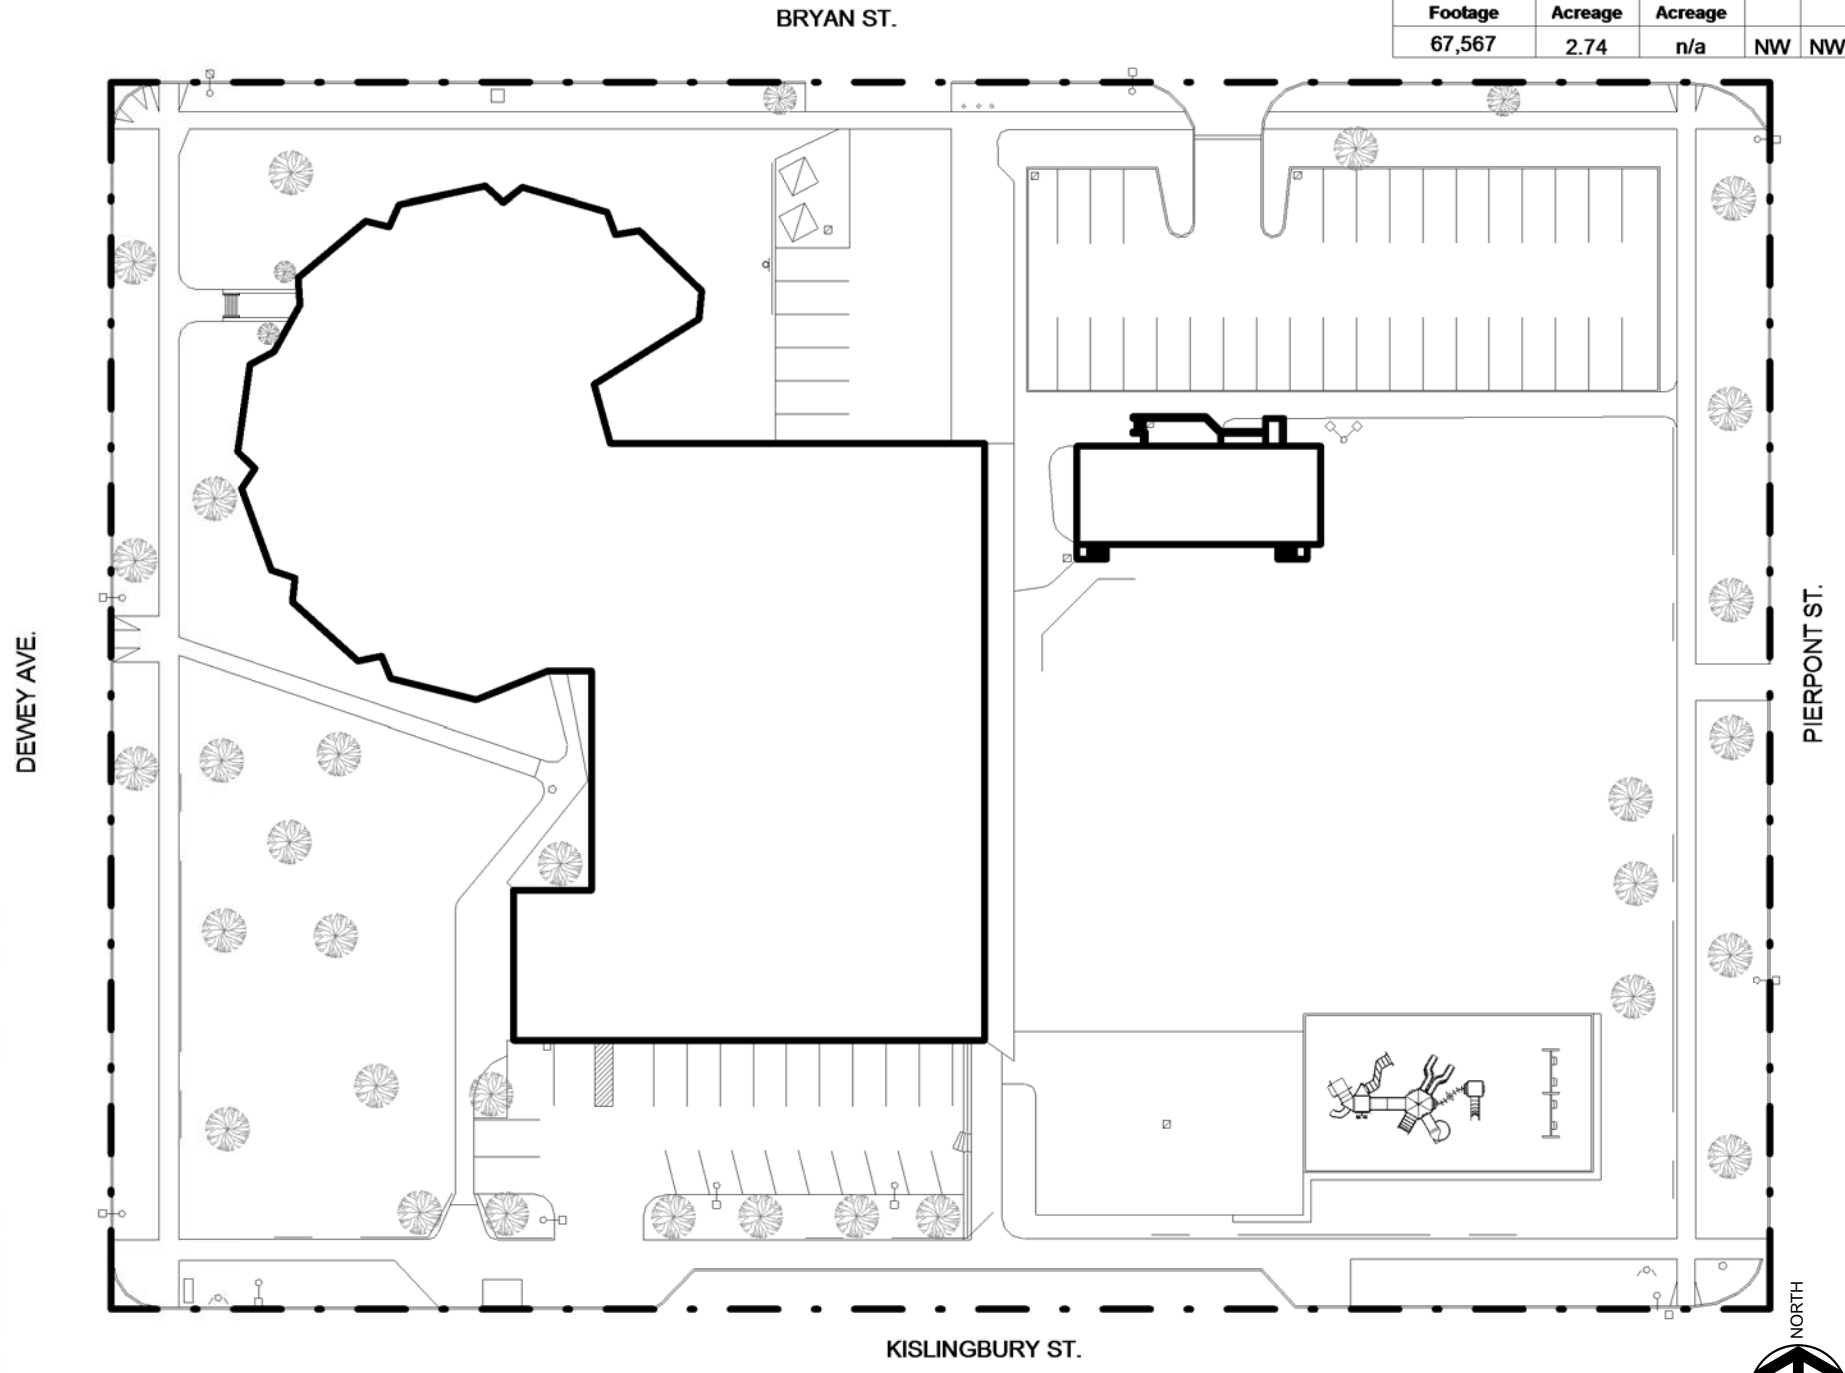 BRYAN ST.
Footage Acreage Acreage
67,567 2.74 n/a NW NW
DEWEY AVE.
PIERPONT ST.
KISLINGBURY ST.
NORTH